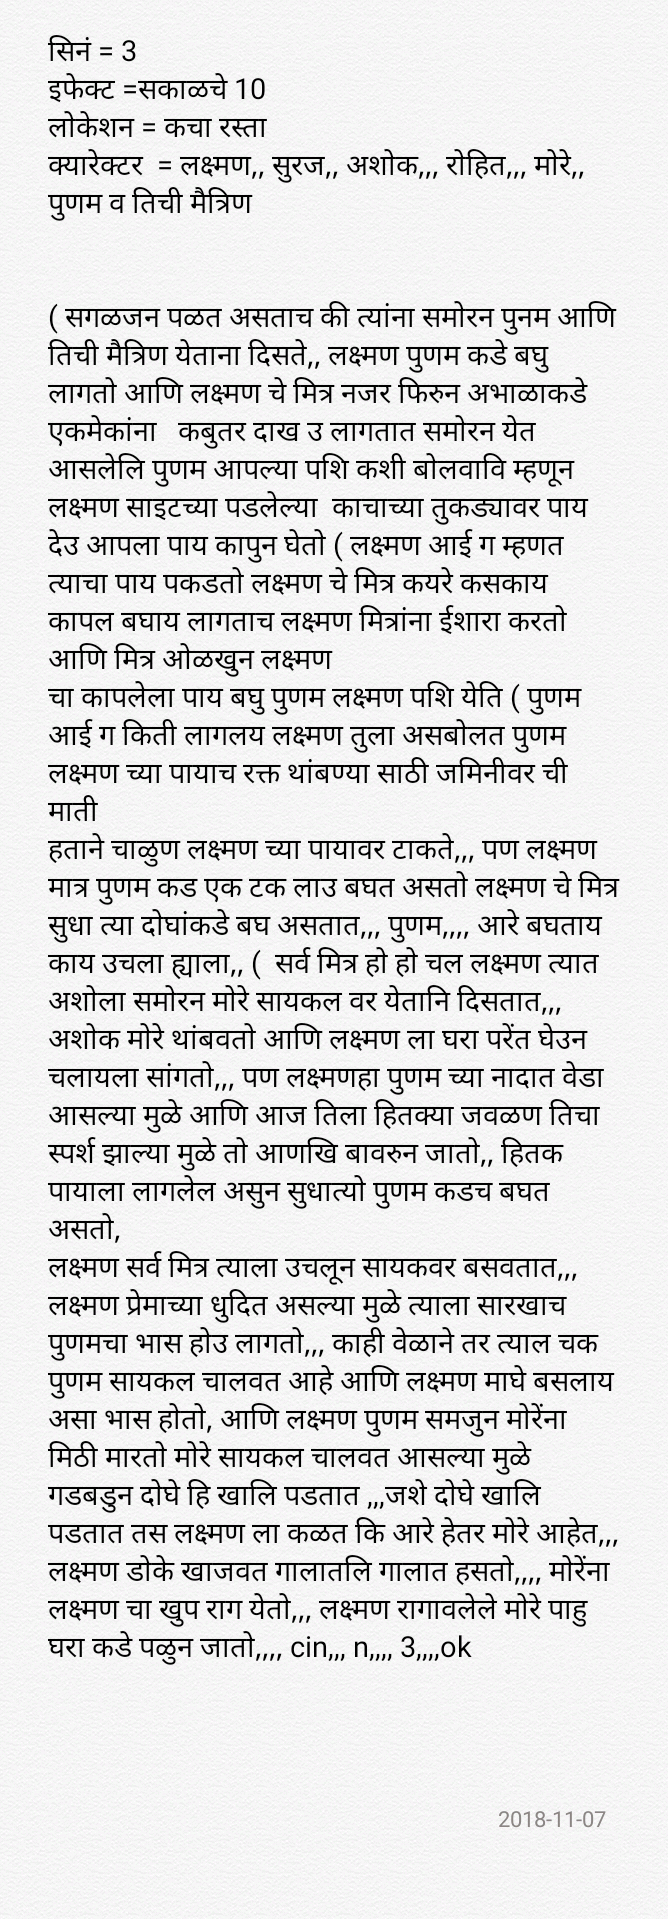 सिनं = 3
इफेक्ट =सकाळचे 10
लोकेशन = कचा रस्ता
क्यारेक्टर  = लक्ष्मण,, सुरज,, अशोक,,, रोहित,,, मोरे,,
पुणम व तिची मैत्रिण
( सगळजन पळत असताच की त्यांना समोरन पुनम आणि
तिची मैत्रिण येताना दिसते,, लक्ष्मण पुणम कडे बघु
लागतो आणि लक्ष्मण चे मित्र नजर फिरुन अभाळाकडे
एकमेकांना   कबुतर दाख उ लागतात समोरन येत
आसलेलि पुणम आपल्या पशि कशी बोलवावि म्हणून
लक्ष्मण साइटच्या पडलेल्या  काचाच्या तुकड्यावर पाय
देउ आपला पाय कापुन घेतो ( लक्ष्मण आई ग म्हणत
त्याचा पाय पकडतो लक्ष्मण चे मित्र कयरे कसकाय
कापल बघाय लागताच लक्ष्मण मित्रांना ईशारा करतो
आणि मित्र ओळखुन लक्ष्मण
चा कापलेला पाय बघु पुणम लक्ष्मण पशि येति ( पुणम
आई ग किती लागलय लक्ष्मण तुला असबोलत पुणम
लक्ष्मण च्या पायाच रक्त थांबण्या साठी जमिनीवर ची
माती
हताने चाळुण लक्ष्मण च्या पायावर टाकते,,, पण लक्ष्मण
मात्र पुणम कड एक टक लाउ बघत असतो लक्ष्मण चे मित्र
सुधा त्या दोघांकडे बघ असतात,,, पुणम,,,, आरे बघताय
काय उचला ह्याला,, (  सर्व मित्र हो हो चल लक्ष्मण त्यात
अशोला समोरन मोरे सायकल वर येतानि दिसतात,,,
अशोक मोरे थांबवतो आणि लक्ष्मण ला घरा परेंत घेउन
चलायला सांगतो,,, पण लक्ष्मणहा पुणम च्या नादात वेडा
आसल्या मुळे आणि आज तिला हितक्या जवळण तिचा
स्पर्श झाल्या मुळे तो आणखि बावरुन जातो,, हितक
पायाला लागलेल असुन सुधात्यो पुणम कडच बघत
असतो,
लक्ष्मण सर्व मित्र त्याला उचलून सायकवर बसवतात,,,
लक्ष्मण प्रेमाच्या धुदित असल्या मुळे त्याला सारखाच
पुणमचा भास होउ लागतो,,, काही वेळाने तर त्याल चक
पुणम सायकल चालवत आहे आणि लक्ष्मण माघे बसलाय
असा भास होतो, आणि लक्ष्मण पुणम समजुन मोरेंना
मिठी मारतो मोरे सायकल चालवत आसल्या मुळे
गडबडुन दोघे हि खालि पडतात ,,,जशे दोघे खालि
पडतात तस लक्ष्मण ला कळत कि आरे हेतर मोरे आहेत,,,
लक्ष्मण डोके खाजवत गालातलि गालात हसतो,,,, मोरेंना
लक्ष्मण चा खुप राग येतो,,, लक्ष्मण रागावलेले मोरे पाहु
घरा कडे पळुन जातो,,,, cin,,, n,,,, 3,,,,ok
2018-11-07